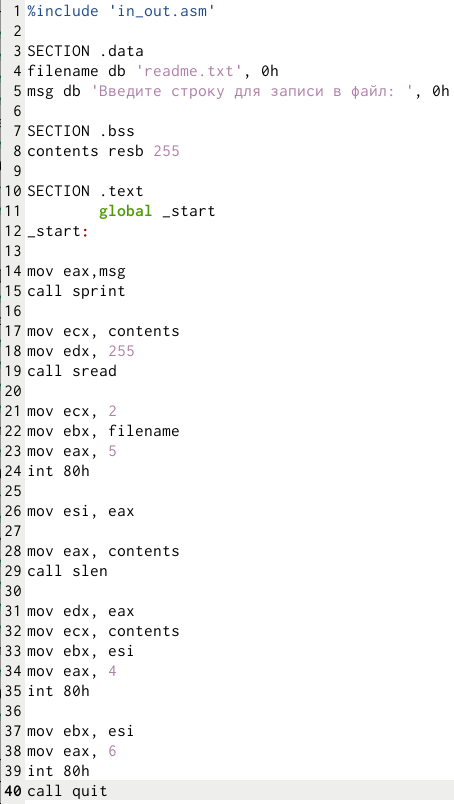 1 %include 'in_out.asm'
2
3 SECTION .data
4 filename db 'readme.txt', 0h
5 msg db 'Введите строку для записи в файл: ', 0h
6
7 SECTION .bss
8 contents resb 255
9
10 SECTION .text
11         global _start
12 _start:
13
14 mov eax,msg
15 call sprint
16
17 mov ecx, contents
18 mov edx, 255
19 call sread
20
21 mov ecx, 2
22 mov ebx, filename
23 mov eax, 5
24 int 80h
25
26 mov esi, eax
27
28 mov eax, contents
29 call slen
30
31 mov edx, eax
32 mov ecx, contents
33 mov ebx, esi
34 mov eax, 4
35 int 80h
36
37 mov ebx, esi
38 mov eax, 6
39 int 80h
40 call quit